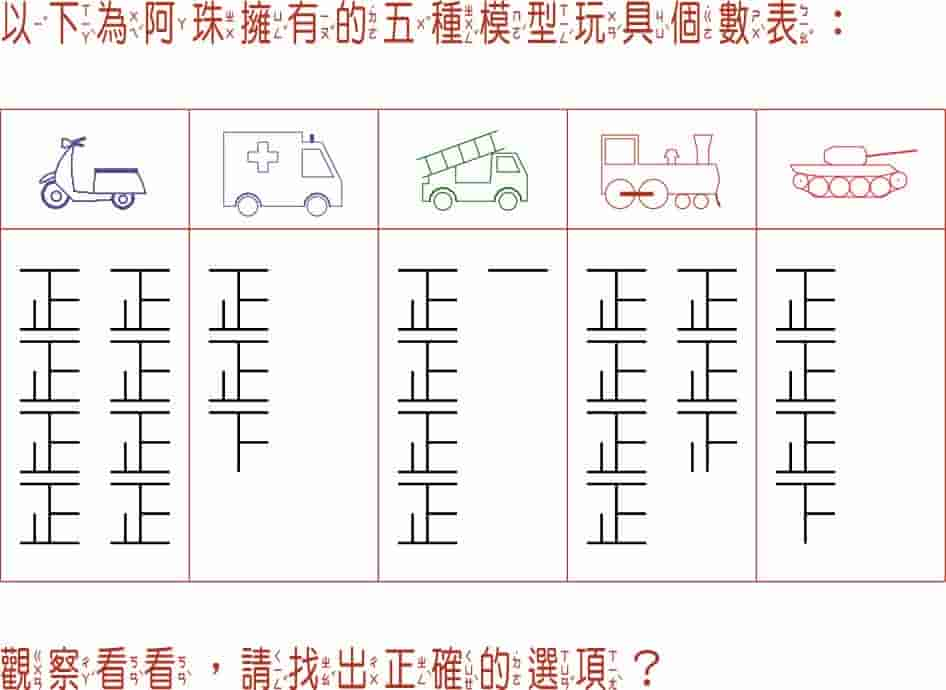 以下為阿珠擁有的五種模型玩具個數表：
正 正 正 正 一 正 正 正
正 正 正 正 正 正 正
正 正 下 正 正 正
正 正 正 正 下
觀察看看，請找出正確的選項？